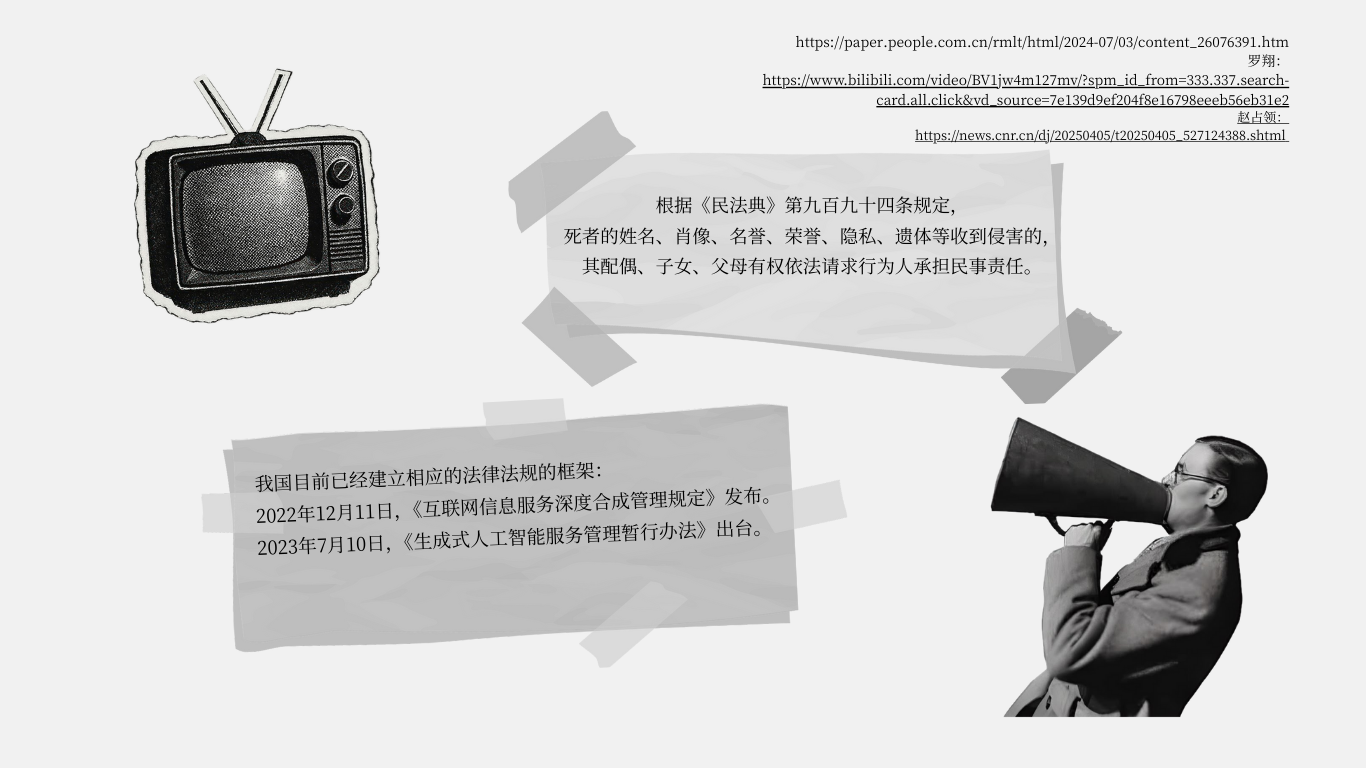 https://paper.people.com.cn/rmlt/html/2024-07/03/content_26076391.htm
罗翔：
https://www.bilibili.com/video/BV1jw4m127mv/?spm_id_from=333.337.search-
card.all.click&vd_source=7e139d9ef204f8e16798eeeb56eb31e2
赵占领：
https://news.cnr.cn/dj/20250405/t20250405_527124388.shtml
根据《民法典》第九百九十四条规定，
死者的姓名、肖像、名誉、荣誉、隐私、遗体等收到侵害的，
其配偶、子女、父母有权依法请求行为人承担民事责任。
我国目前已经建立相应的法律法规的框架：
2022年12月11日，《互联网信息服务深度合成管理规定》发布。
2023年7月10日，《生成式人工智能服务管理暂行办法》出台。